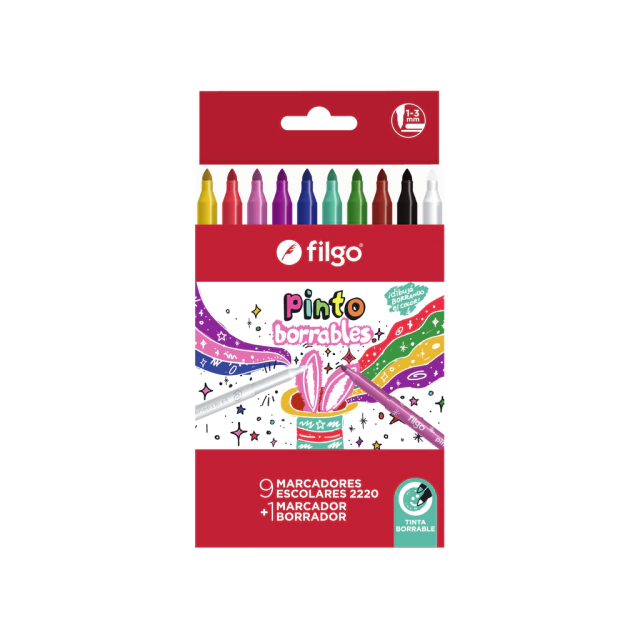 1-3
mm
filgo®
pinto
borrables
¡dibuja
BORRANDO
el COLOR!
filgo
9 MARCADORES
ESCOLARES 2220
+1 MARCADOR
BORRADOR
TINTA
BORRABLE